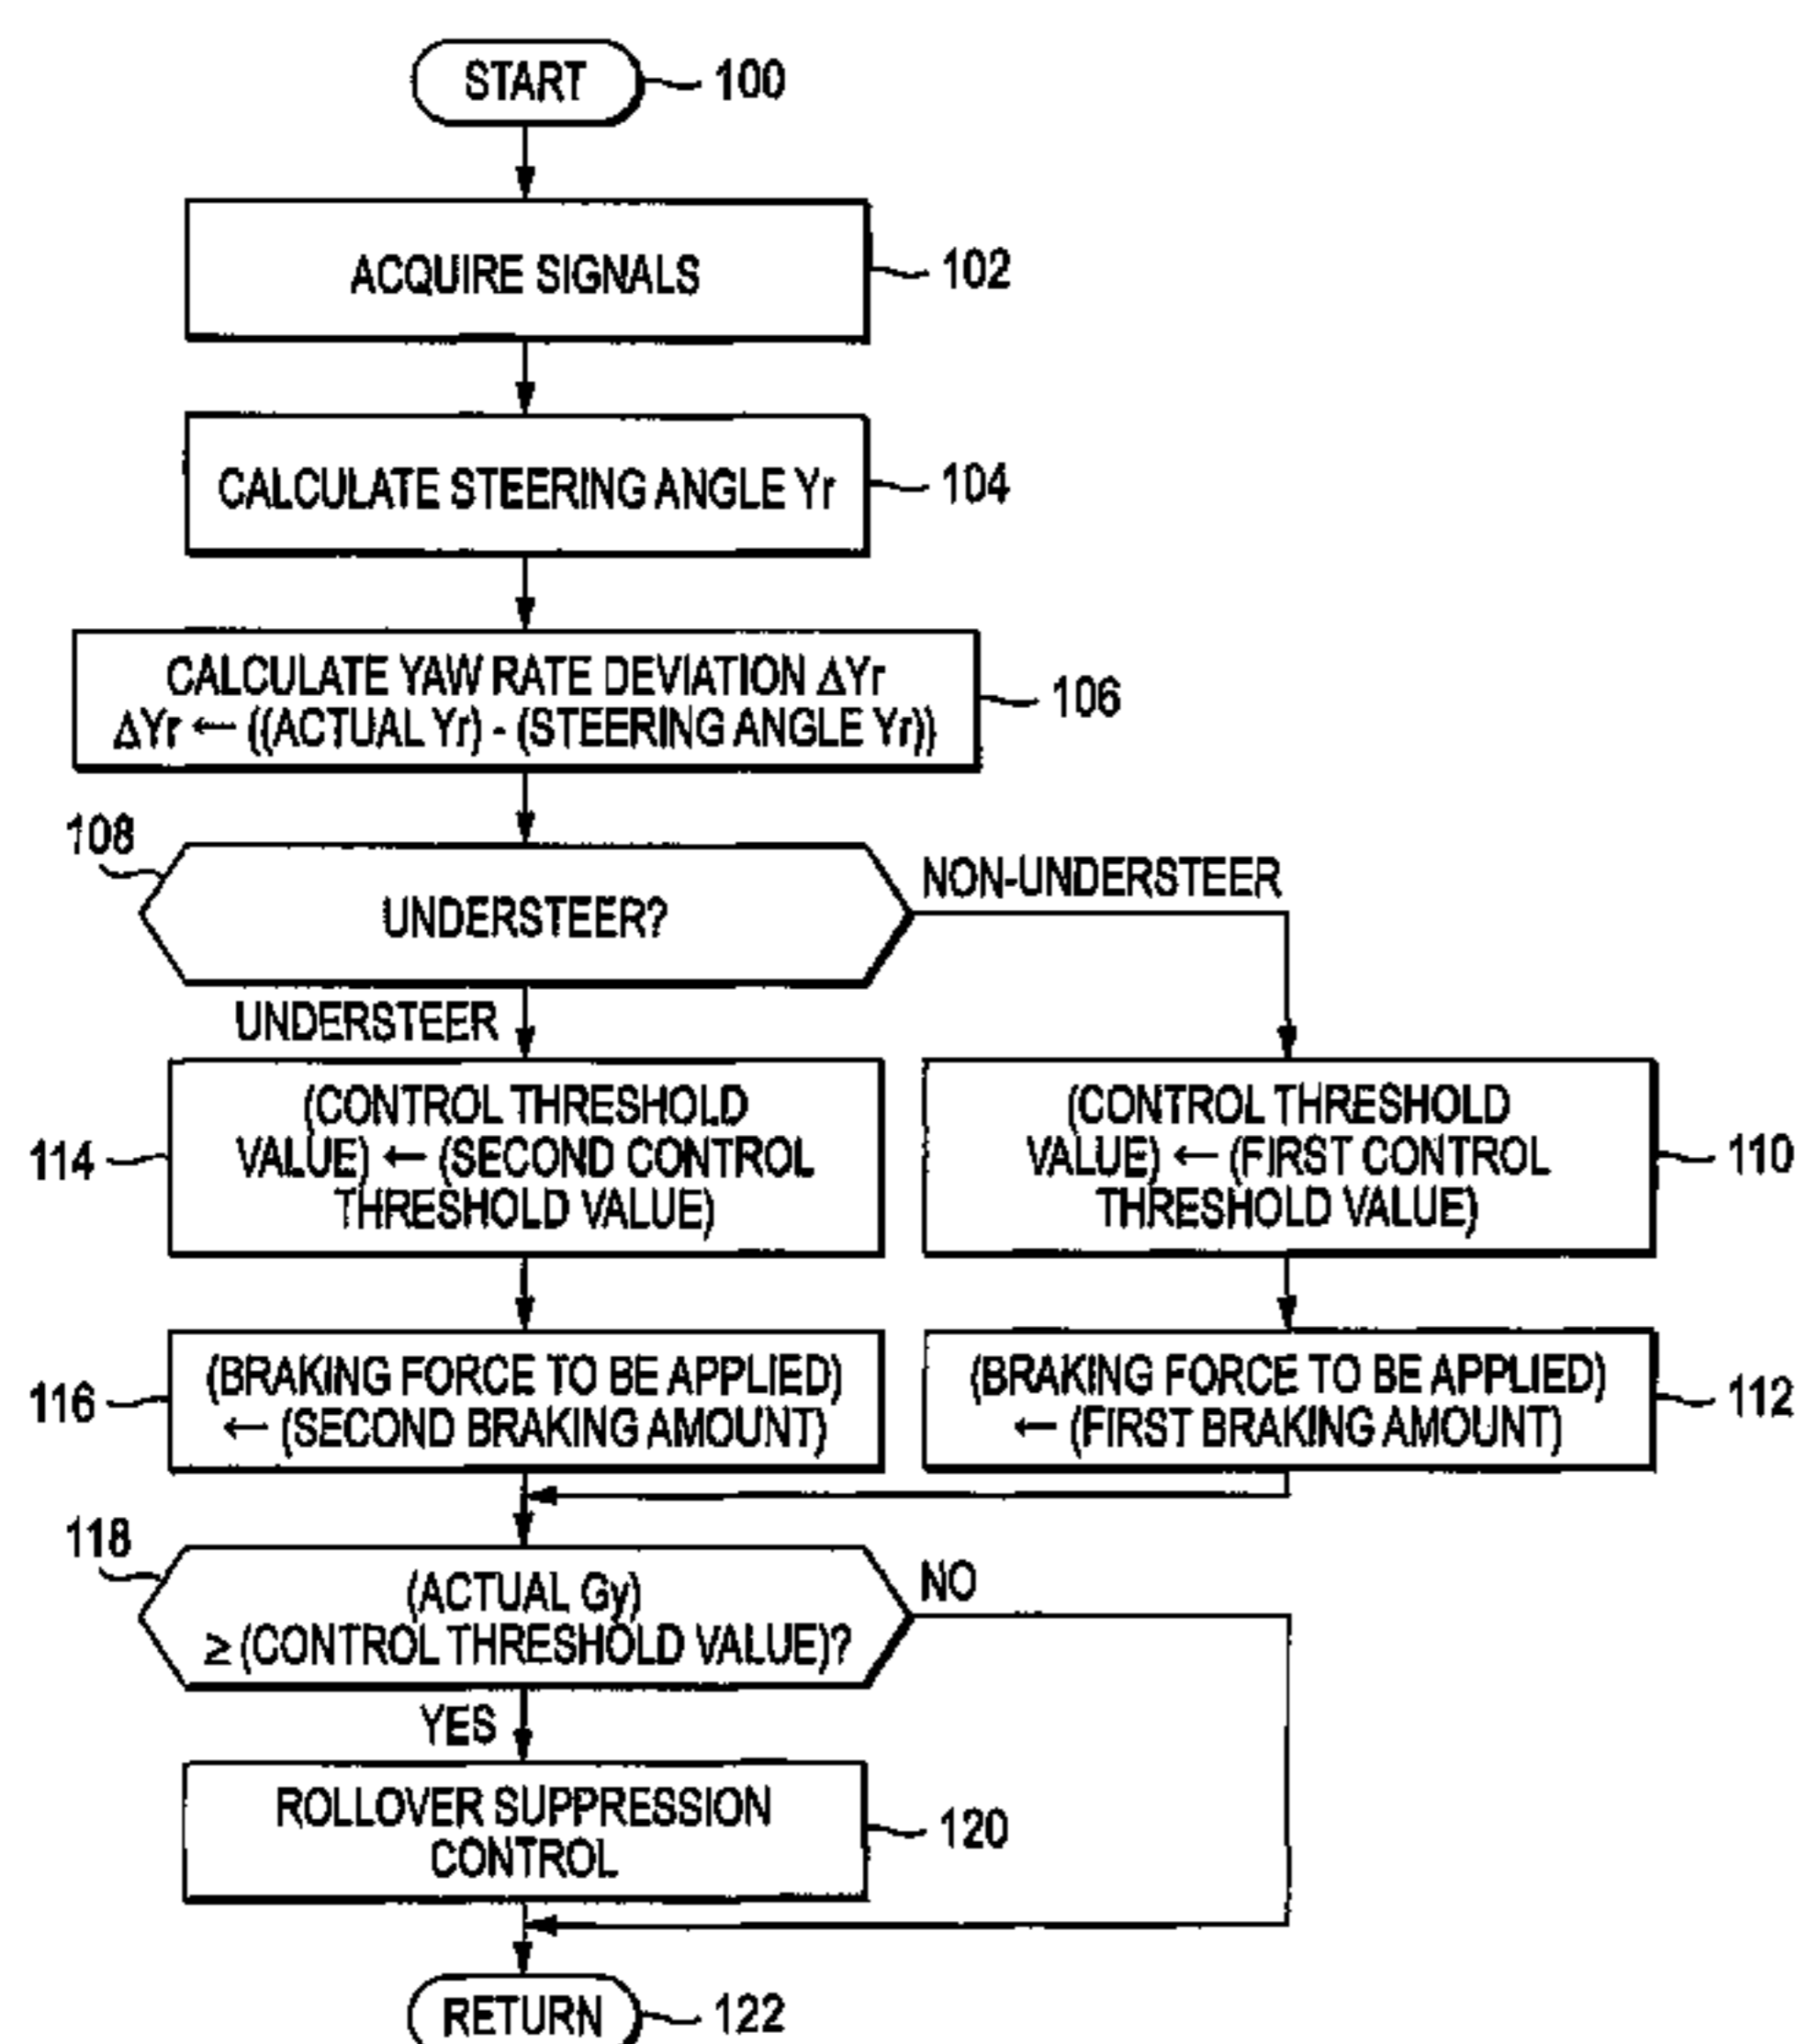 START
100
ACQUIRE SIGNALS
102
CALCULATE STEERING ANGLE Yr
104
CALCULATE YAW RATE DEVIATION ΔYr
ΔYr ← ((ACTUAL Yr) - (STEERING ANGLE Yr))
106
108
UNDERSTEER?
NON-UNDERSTEER
UNDERSTEER
114
(CONTROL THRESHOLD
VALUE) ← (SECOND CONTROL
THRESHOLD VALUE)
(CONTROL THRESHOLD
VALUE) ← (FIRST CONTROL
THRESHOLD VALUE)
110
116
(BRAKING FORCE TO BE APPLIED)
← (SECOND BRAKING AMOUNT)
(BRAKING FORCE TO BE APPLIED)
← (FIRST BRAKING AMOUNT)
112
118
(ACTUAL Gy)
≥ (CONTROL THRESHOLD VALUE)?
NO
YES
ROLLOVER SUPPRESSION
CONTROL
120
RETURN
122